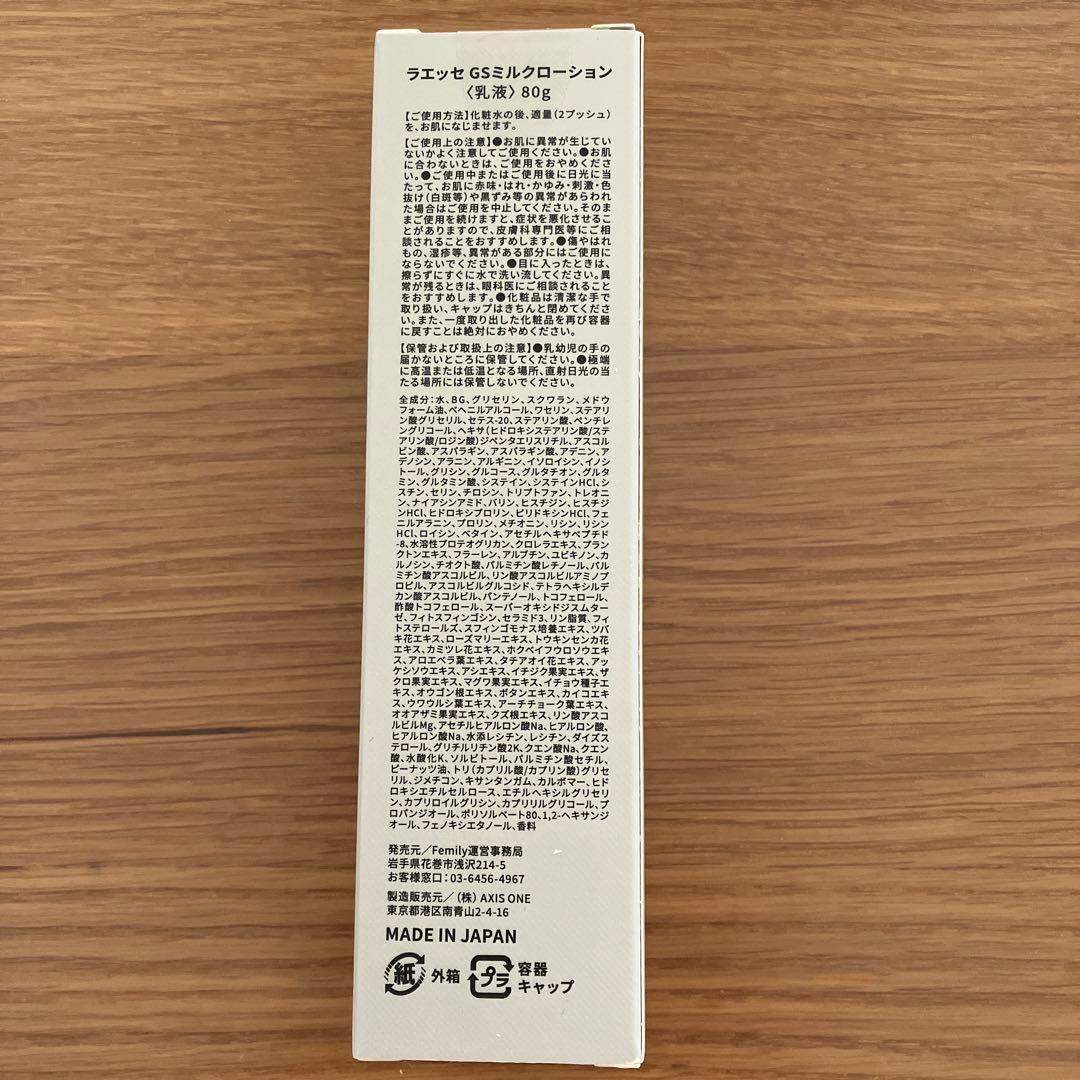 ラエッセ GSミルクローション
〈乳液〉80g
【ご使用方法】化粧水の後、適量(2プッシュ)
を、お肌になじませます。
【ご使用上の注意】●お肌に異常が生じてい
ないかよく注意してご使用ください。●お肌
に合わないときは、ご使用をおやめくださ
い。●ご使用中またはご使用後に日光に当
たって、お肌に赤味・はれ・かゆみ・刺激・色
抜け(白斑等)や黒ずみ等の異常があらわれ
た場合はご使用を中止してください。そのま
まご使用を続けますと、症状を悪化させるこ
とがありますので、皮膚科専門医等にご相
談されることをおすすめします。●傷やはれ
もの、湿疹等、異常がある部分にはご使用に
ならないでください。●目に入ったときは、
擦らずにすぐに水で洗い流してください。異
常が残るときは、眼科医にご相談されること
をおすすめします。●化粧品は清潔な手で
取り扱い、キャップはきちんと閉めてくださ
い。また、一度取り出した化粧品を再び容器
に戻すことは絶対におやめください。
【保管および取扱上の注意】●乳幼児の手の
届かないところに保管してください。●極端
に高温または低温となる場所、直射日光の当
たる場所には保管しないでください。
全成分:水、BG、グリセリン、スクワラン、メドウ
フォーム油、ベヘニルアルコール、ワセリン、ステアリ
ン酸グリセリル、セテス-20、ステアリン酸、ペンチレ
ングリコール、ヘキサ(ヒドロキシステアリン酸/ステ
アリン酸/ロジン酸)ジペンタエリスリチル、アスコル
ビン酸、アスパラギン、アスパラギン酸、アデニン、ア
デノシン、アラニン、アルギニン、イソロイシン、イノシ
トール、グリシン、グルコース、グルタチオン、グルタ
ミン、グルタミン酸、システイン、システインHCl、シ
スチン、セリン、チロシン、トリプトファン、トレオニ
ン、ナイアシンアミド、バリン、ヒスチジン、ヒスチジ
ンHCl、ヒドロキシプロリン、ピリドキシンHCl、フェ
ニルアラニン、プロリン、メチオニン、リシン、リシン
HCl、ロイシン、ベタイン、アセチルヘキサペプチド
-8、水溶性プロテオグリカン、クロレラエキス、プラン
クトンエキス、フラーレン、アルブチン、ユビキノン、カ
ルノシン、チオクト酸、パルミチン酸レチノール、パル
ミチン酸アスコルビル、リン酸アスコルビルアミノプ
ロピル、アスコルビルグルコシド、テトラヘキシルデ
カン酸アスコルビル、パンテノール、トコフェロール、
酢酸トコフェロール、スーパーオキシドジスムター
ゼ、フィトスフィンゴシン、セラミド3、リン脂質、フィ
トステロールズ、スフィンゴモナス培養エキス、ツバ
キ花エキス、ローズマリーエキス、トウキンセンカ花
エキス、カミツレ花エキス、ホクベイフウロソウエキ
ス、アロエベラ葉エキス、タチアオイ花エキス、アッ
ケシソウエキス、アシエキス、イチジク果実エキス、ザ
クロ果実エキス、マグワ果実エキス、イチョウ種子エ
キス、オウゴン根エキス、ボタンエキス、カイコエキ
ス、ウワウルシ葉エキス、アーチチョーク葉エキス、
オオアザミ果実エキス、クズ根エキス、リン酸アスコ
ルビルMg、アセチルヒアルロン酸Na、ヒアルロン酸、
ヒアルロン酸Na、水添レシチン、レシチン、ダイズス
テロール、グリチルリチン酸2K、クエン酸Na、クエン
酸、水酸化K、ソルビトール、パルミチン酸セチル、
ピーナッツ油、トリ(カプリル酸/カプリン酸)グリセ
リル、ジメチコン、キサンタンガム、カルボマー、ヒド
ロキシエチルセルロース、エチルヘキシルグリセリ
ン、カプリロイルグリシン、カプリリルグリコール、プ
ロパンジオール、ポリソルベート80、1,2-ヘキサンジ
オール、フェノキシエタノール、香料
発売元/Femily運営事務局
岩手県花巻市浅沢214-5
お客様窓口:03-6456-4967
製造販売元/(株)AXIS ONE
東京都港区南青山2-4-16
MADE IN JAPAN
紙 外箱 プラ 容器
キャップ